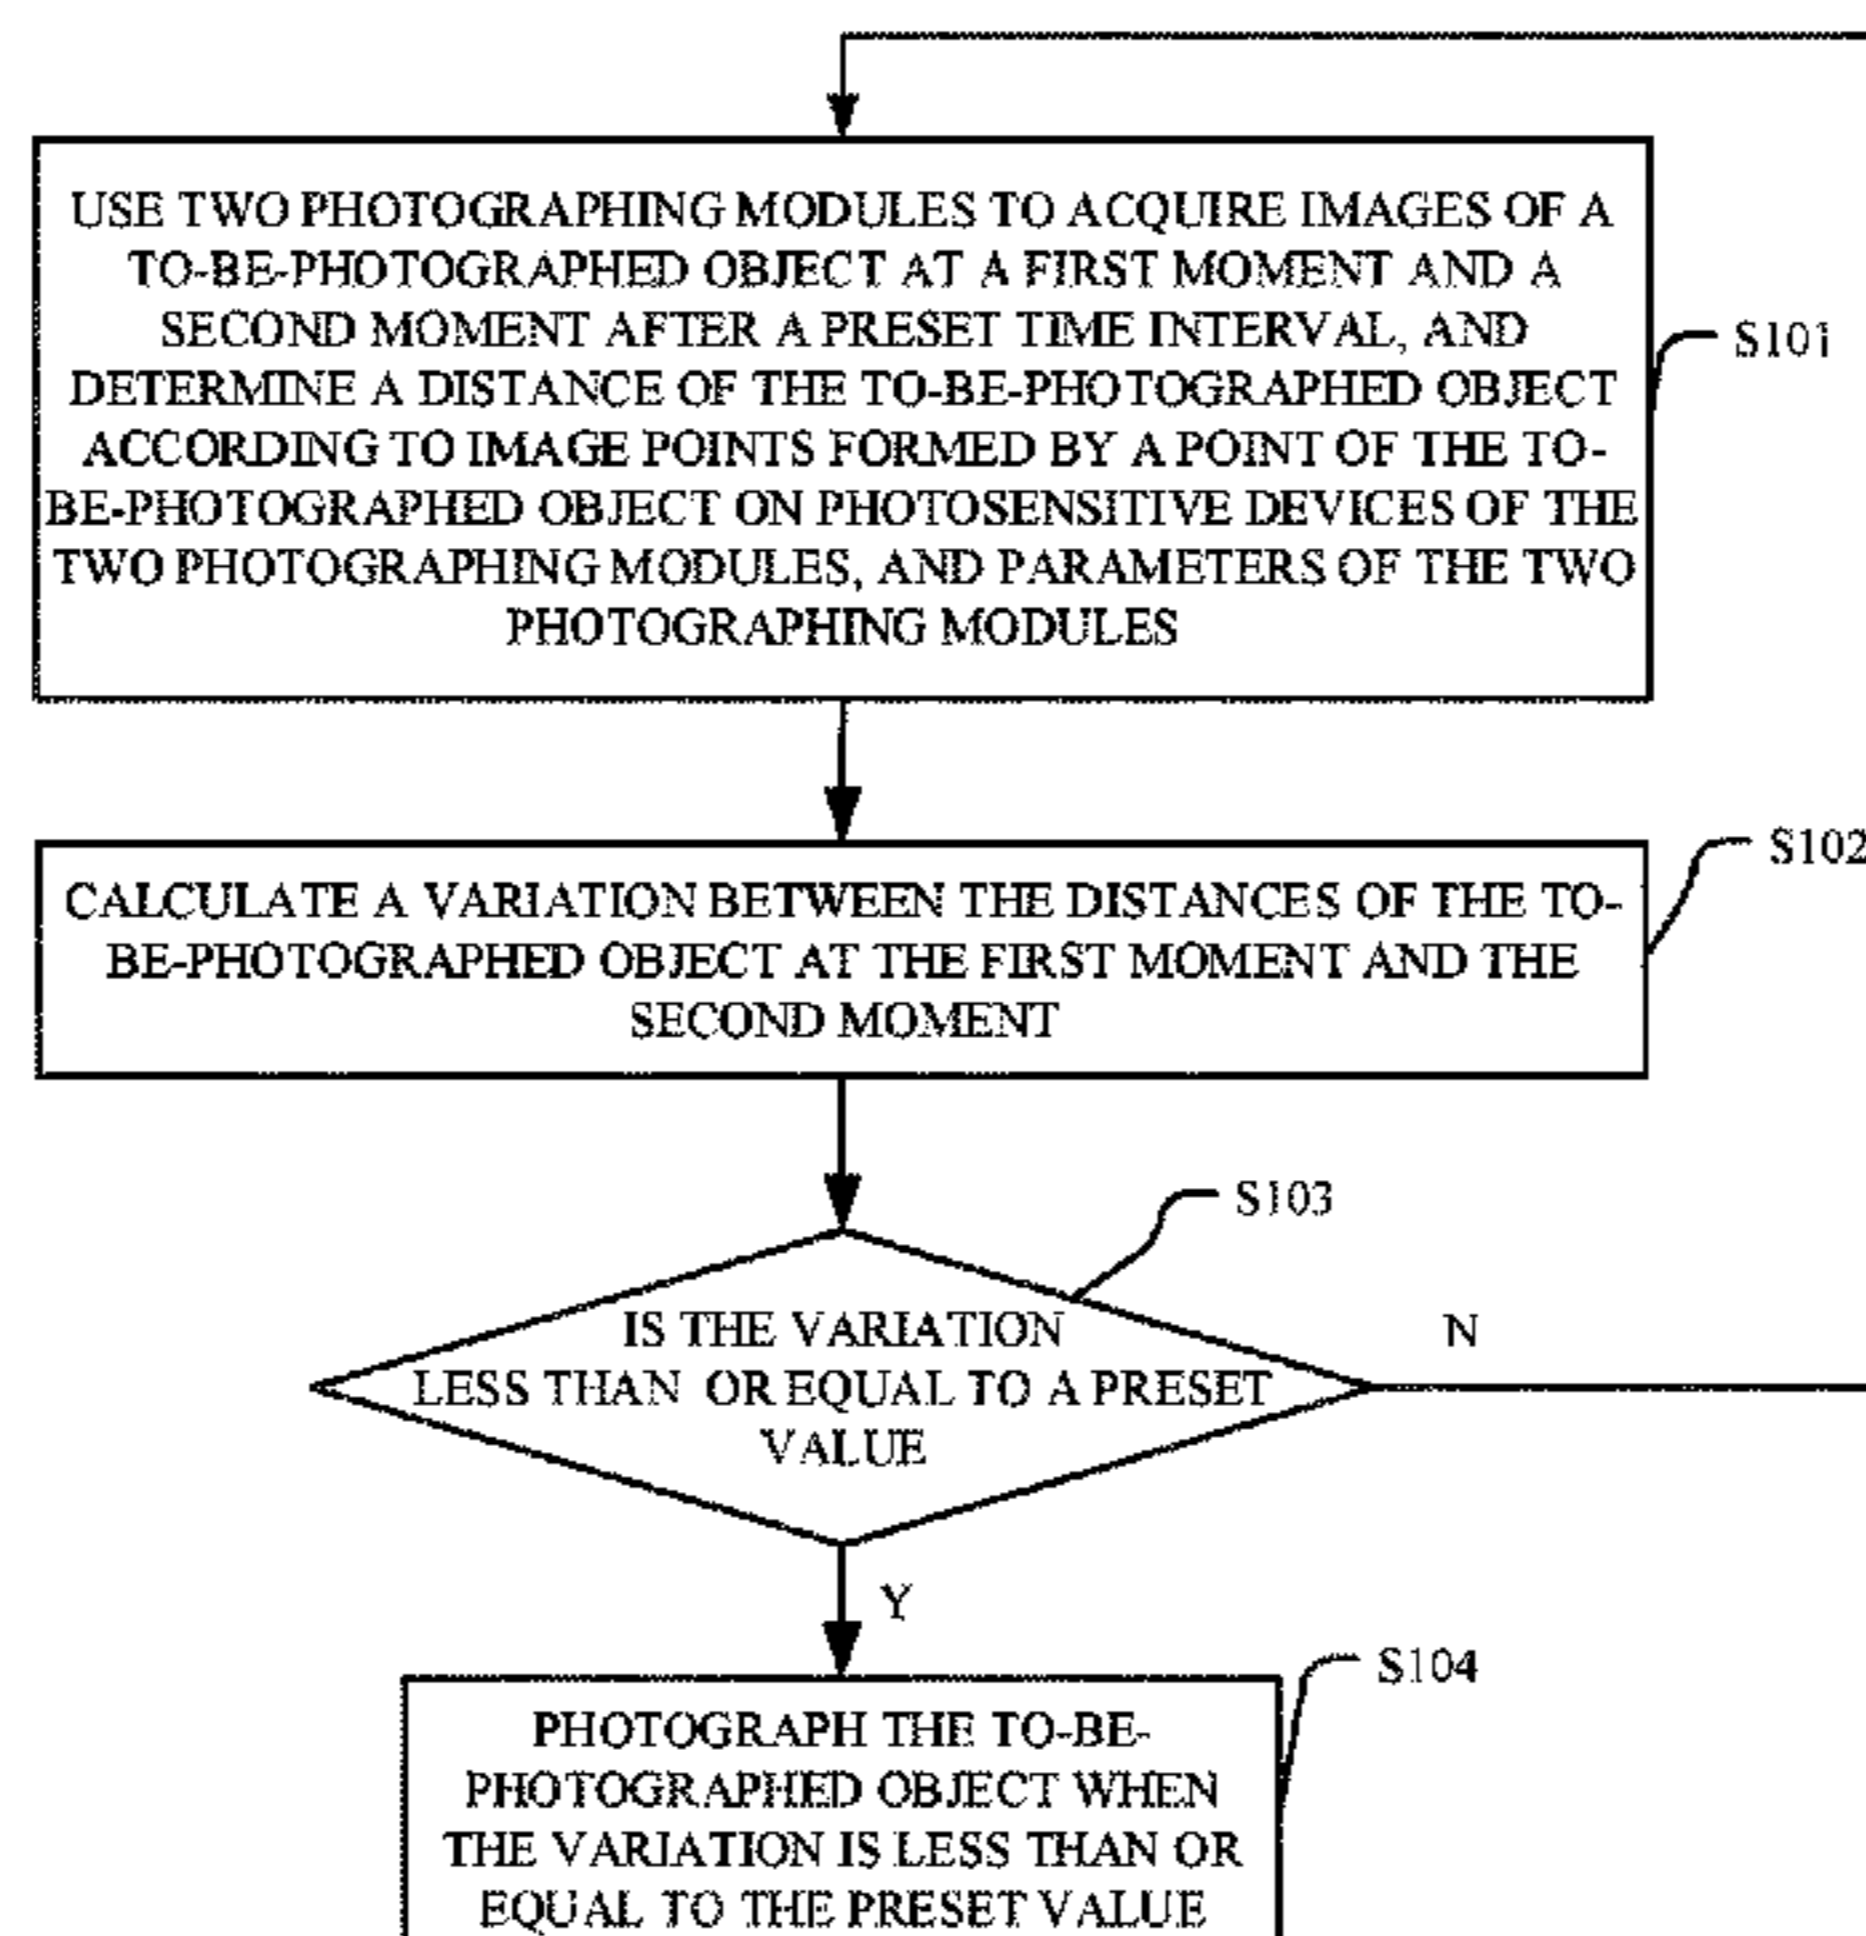 USE TWO PHOTOGRAPHING MODULES TO ACQUIRE IMAGES OF A
TO-BE-PHOTOGRAPHED OBJECT AT A FIRST MOMENT AND A
SECOND MOMENT AFTER A PRESET TIME INTERVAL, AND
DETERMINE A DISTANCE OF THE TO-BE-PHOTOGRAPHED OBJECT
ACCORDING TO IMAGE POINTS FORMED BY A POINT OF THE TO-
BE-PHOTOGRAPHED OBJECT ON PHOTOSENSITIVE DEVICES OF THE
TWO PHOTOGRAPHING MODULES, AND PARAMETERS OF THE TWO
PHOTOGRAPHING MODULES
S101
S102
CALCULATE A VARIATION BETWEEN THE DISTANCES OF THE TO-
BE-PHOTOGRAPHED OBJECT AT THE FIRST MOMENT AND THE
SECOND MOMENT
S103
IS THE VARIATION
LESS THAN OR EQUAL TO A PRESET
VALUE
N
Y
S104
PHOTOGRAPH THE TO-BE-
PHOTOGRAPHED OBJECT WHEN
THE VARIATION IS LESS THAN OR
EQUAL TO THE PRESET VALUE